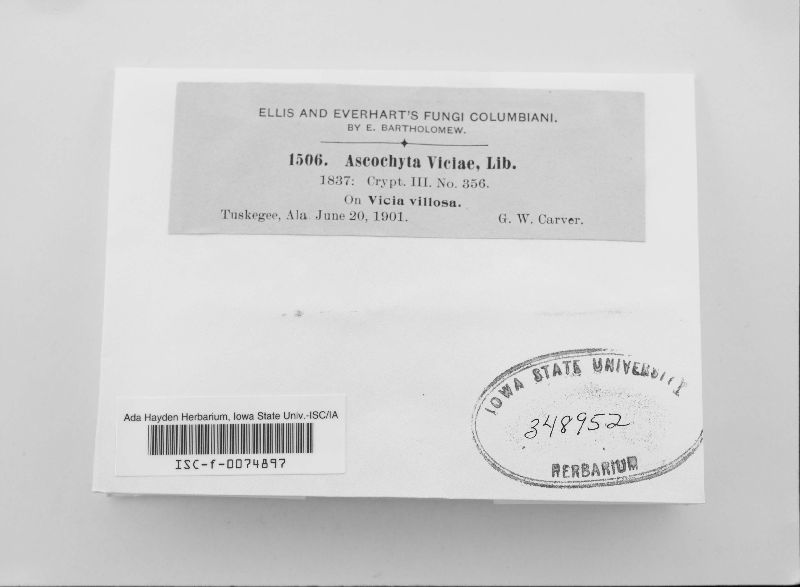 ELLIS AND EVERHART'S FUNGI COLUMBIANI.
BY E. BARTHOLOMEW.
1506. Ascochyta Viciae, Lib.
1837: Crypt. III. No. 356.
On Vicia villosa.
Tuskegee, Ala. June 20, 1901. G. W. Carver.
Ada Hayden Herbarium, Iowa State Univ.-ISC/IA
ISC-f-0074897
IOWA STATE UNIVERSITY
348952
HERBARIUM